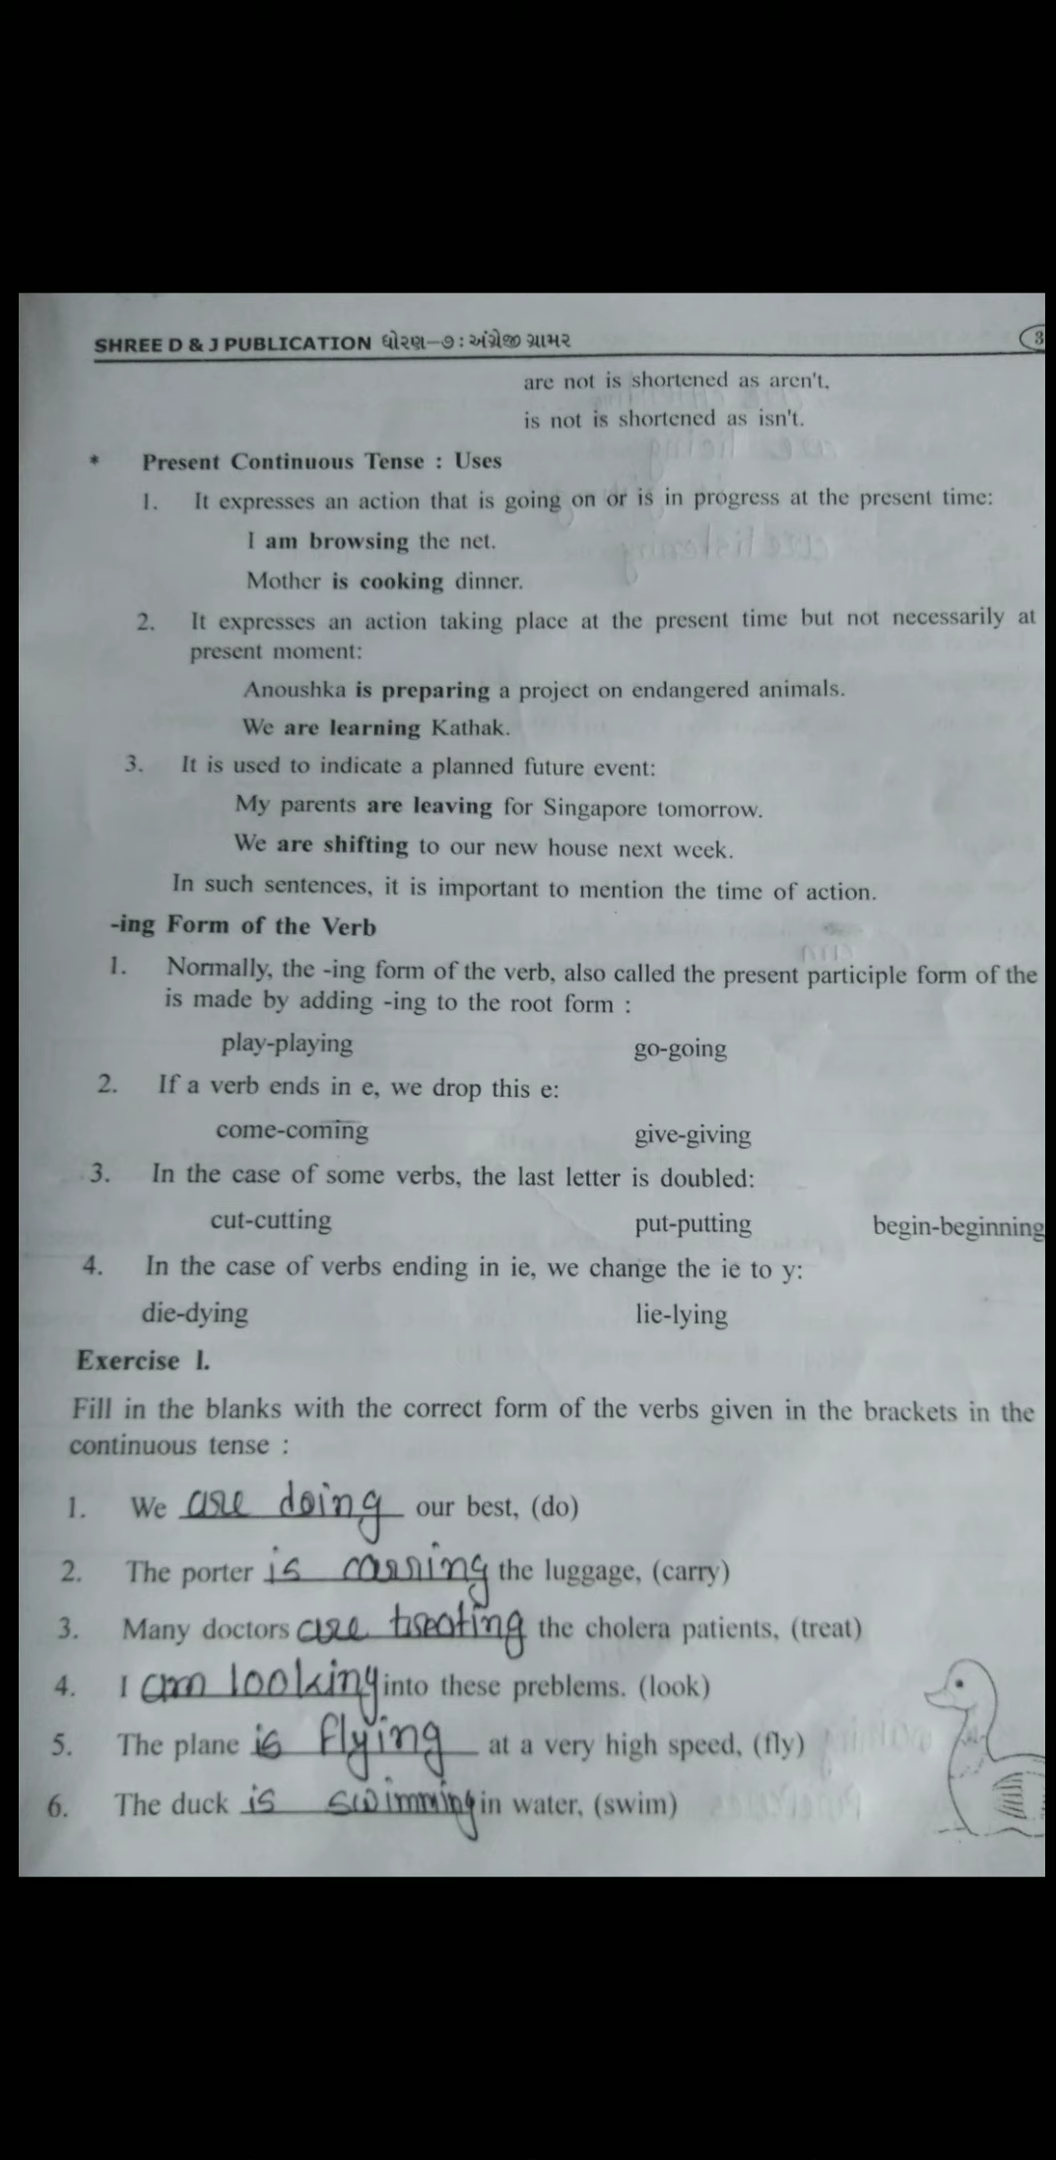 SHREE D & J PUBLICATION ધોરણ-૭ : અંગ્રેજી ગ્રામર 3
are not is shortened as aren't.
is not is shortened as isn't.
* Present Continuous Tense : Uses
1. It expresses an action that is going on or is in progress at the present time:
I am browsing the net.
Mother is cooking dinner.
2. It expresses an action taking place at the present time but not necessarily at
present moment:
Anoushka is preparing a project on endangered animals.
We are learning Kathak.
3. It is used to indicate a planned future event:
My parents are leaving for Singapore tomorrow.
We are shifting to our new house next week.
In such sentences, it is important to mention the time of action.
-ing Form of the Verb
1. Normally, the -ing form of the verb, also called the present participle form of the
is made by adding -ing to the root form :
play-playing go-going
2. If a verb ends in e, we drop this e:
come-coming give-giving
3. In the case of some verbs, the last letter is doubled:
cut-cutting put-putting begin-beginning
4. In the case of verbs ending in ie, we change the ie to y:
die-dying lie-lying
Exercise I.
Fill in the blanks with the correct form of the verbs given in the brackets in the
continuous tense :
1. We are doing our best, (do)
2. The porter is carring the luggage, (carry)
3. Many doctors are treating the cholera patients, (treat)
4. I am looking into these preblems. (look)
5. The plane is flying at a very high speed, (fly)
6. The duck is swimming in water, (swim)